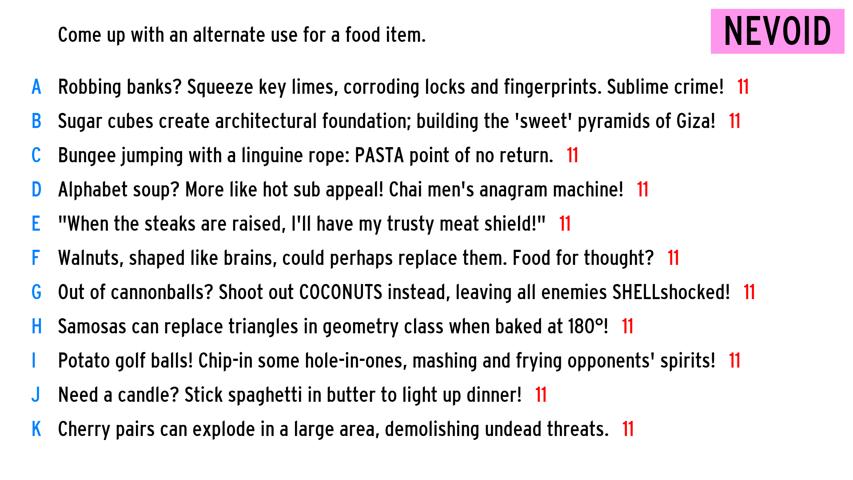 Come up with an alternate use for a food item.
NEVOID
A Robbing banks? Squeeze key limes, corroding locks and fingerprints. Sublime crime! 11
B Sugar cubes create architectural foundation; building the 'sweet' pyramids of Giza! 11
C Bungee jumping with a linguine rope: PASTA point of no return. 11
D Alphabet soup? More like hot sub appeal! Chai men's anagram machine! 11
E "When the steaks are raised, I'll have my trusty meat shield!" 11
F Walnuts, shaped like brains, could perhaps replace them. Food for thought? 11
G Out of cannonballs? Shoot out COCONUTS instead, leaving all enemies SHELLshocked! 11
H Samosas can replace triangles in geometry class when baked at 180°! 11
I Potato golf balls! Chip-in some hole-in-ones, mashing and frying opponents' spirits! 11
J Need a candle? Stick spaghetti in butter to light up dinner! 11
K Cherry pairs can explode in a large area, demolishing undead threats. 11